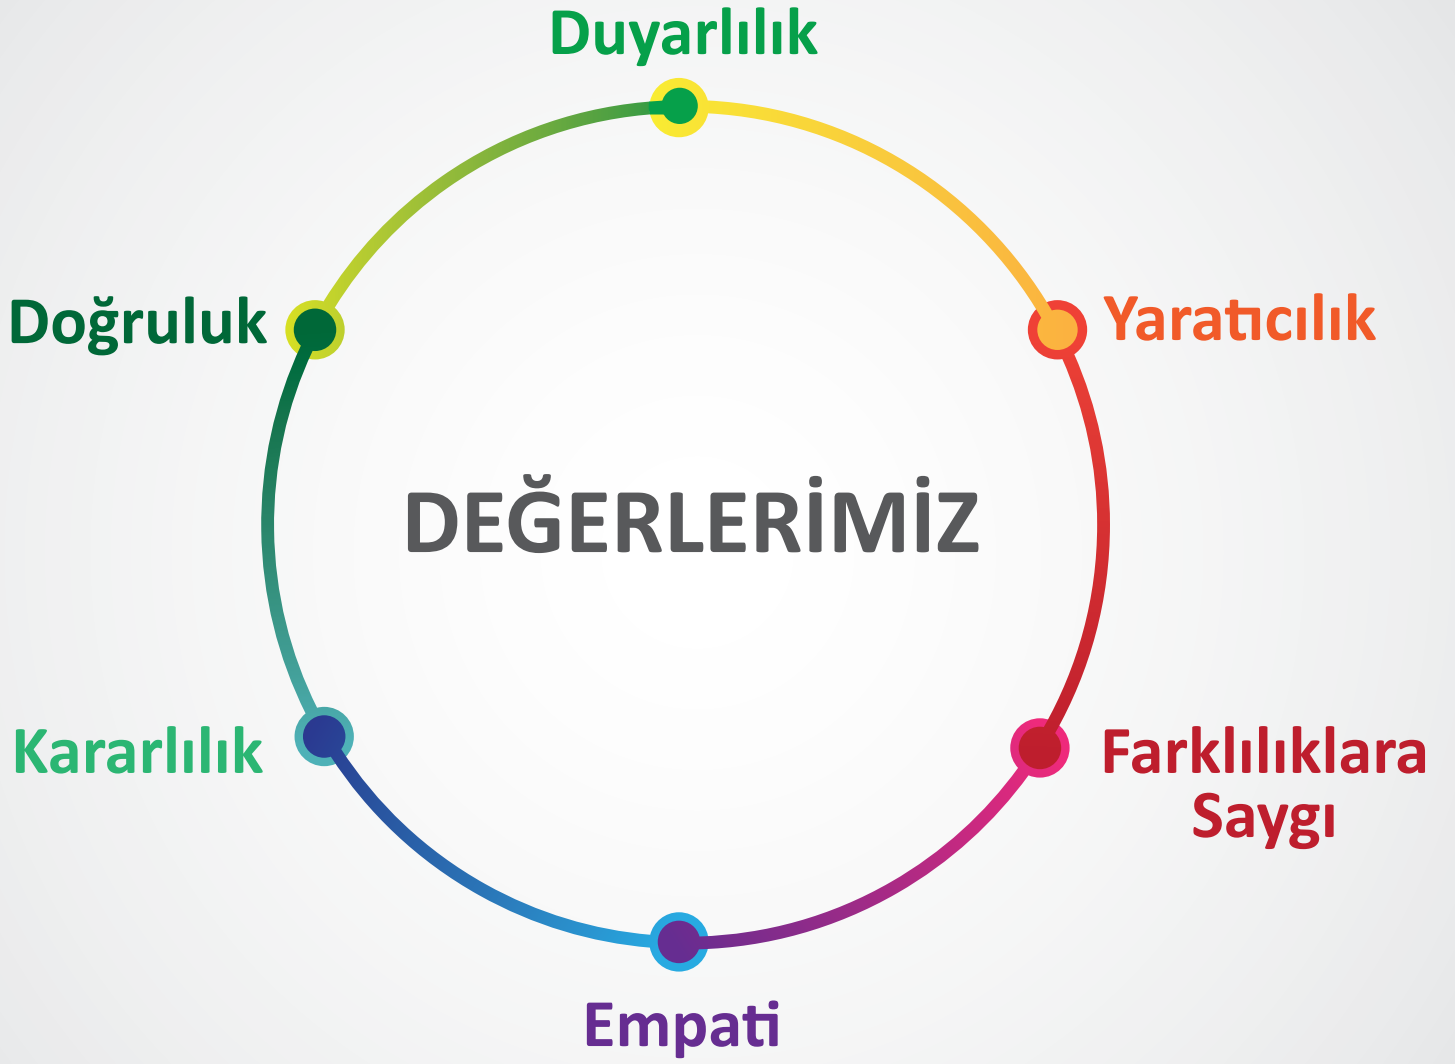 Duyarlılık
Doğruluk
Yaratıcılık
DEĞERLERİMİZ
Kararlılık
Farklılıklara
Saygı
Empati